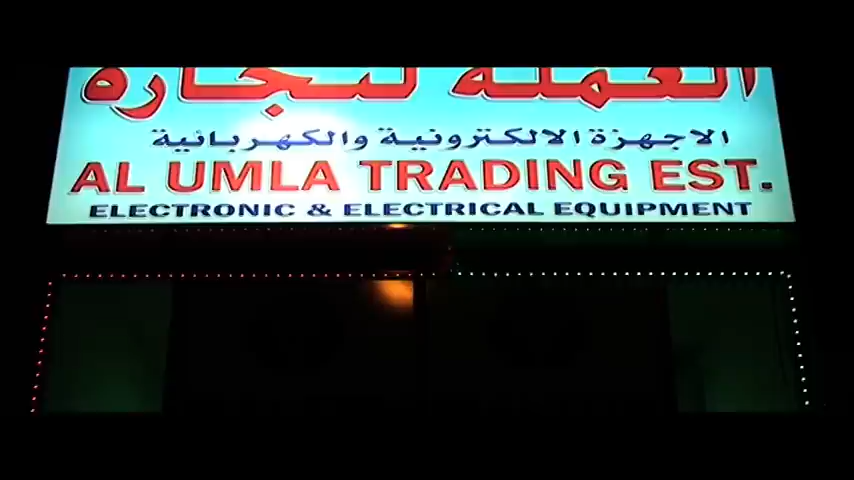 العملة لتجارة
الاجهزة الالكترونية والكهربائية
AL UMLA TRADING EST.
ELECTRONIC & ELECTRICAL EQUIPMENT